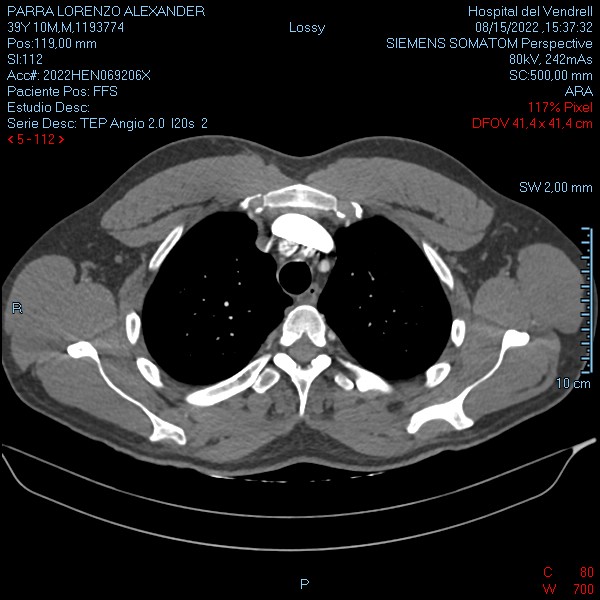 PARRA LORENZO ALEXANDER
39Y 10M,M,1193774
Pos:119,00 mm
SI:112
Acc#: 2022HEN069206X
Paciente Pos: FFS
Estudio Desc:
Serie Desc: TEP Angio 2.0 I20s 2
< 5 - 112 >
Lossy
Hospital del Vendrell
08/15/2022 ,15:37:32
SIEMENS SOMATOM Perspective
80kV, 242mAs
SC:500,00 mm
ARA
117% Pixel
DFOV 41,4 x 41,4 cm
SW 2,00 mm
R
10 cm
P
C 80
W 700